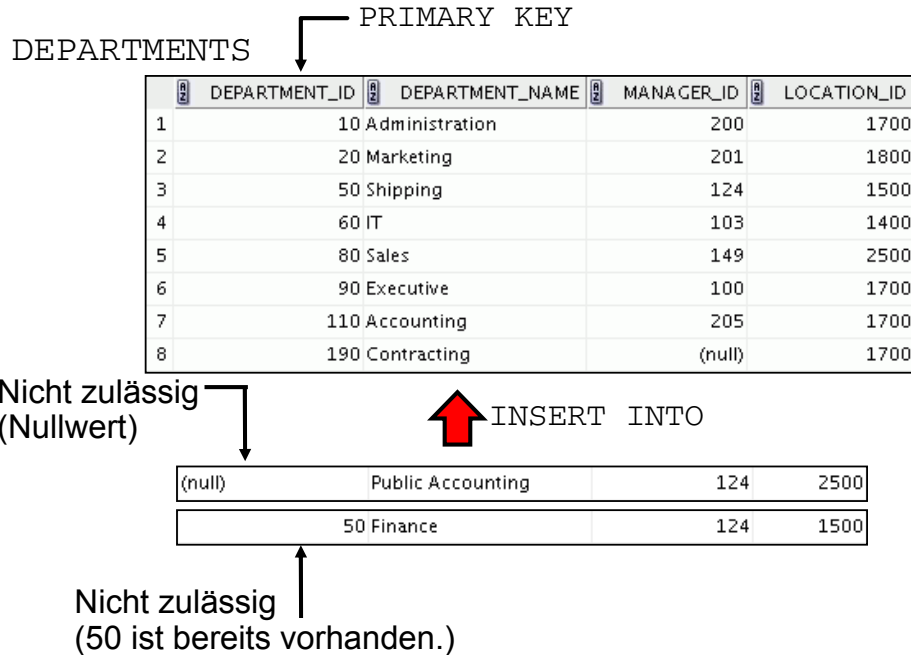 PRIMARY KEY
DEPARTMENTS
DEPARTMENT_ID DEPARTMENT_NAME MANAGER_ID LOCATION_ID
1 10 Administration 200 1700
2 20 Marketing 201 1800
3 50 Shipping 124 1500
4 60 IT 103 1400
5 80 Sales 149 2500
6 90 Executive 100 1700
7 110 Accounting 205 1700
8 190 Contracting (null) 1700
Nicht zulässig
(Nullwert)
INSERT INTO
(null) Public Accounting 124 2500
50 Finance 124 1500
Nicht zulässig
(50 ist bereits vorhanden.)